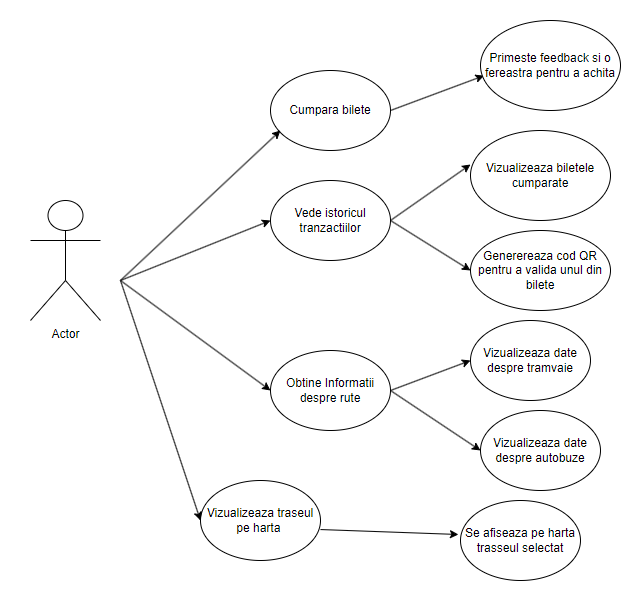 Primeste feedback si o
fereastra pentru a achita
Cumpara bilete
Vizualizeaza biletele
cumparate
Vede istoricul
tranzactiilor
Generereaza cod QR
pentru a valida unul din
bilete
Actor
Vizualizeaza date
despre tramvaie
Obtine Informatii
despre rute
Vizualizeaza date
despre autobuze
Vizualizeaza traseul
pe harta
Se afiseaza pe harta
trasseul selectat